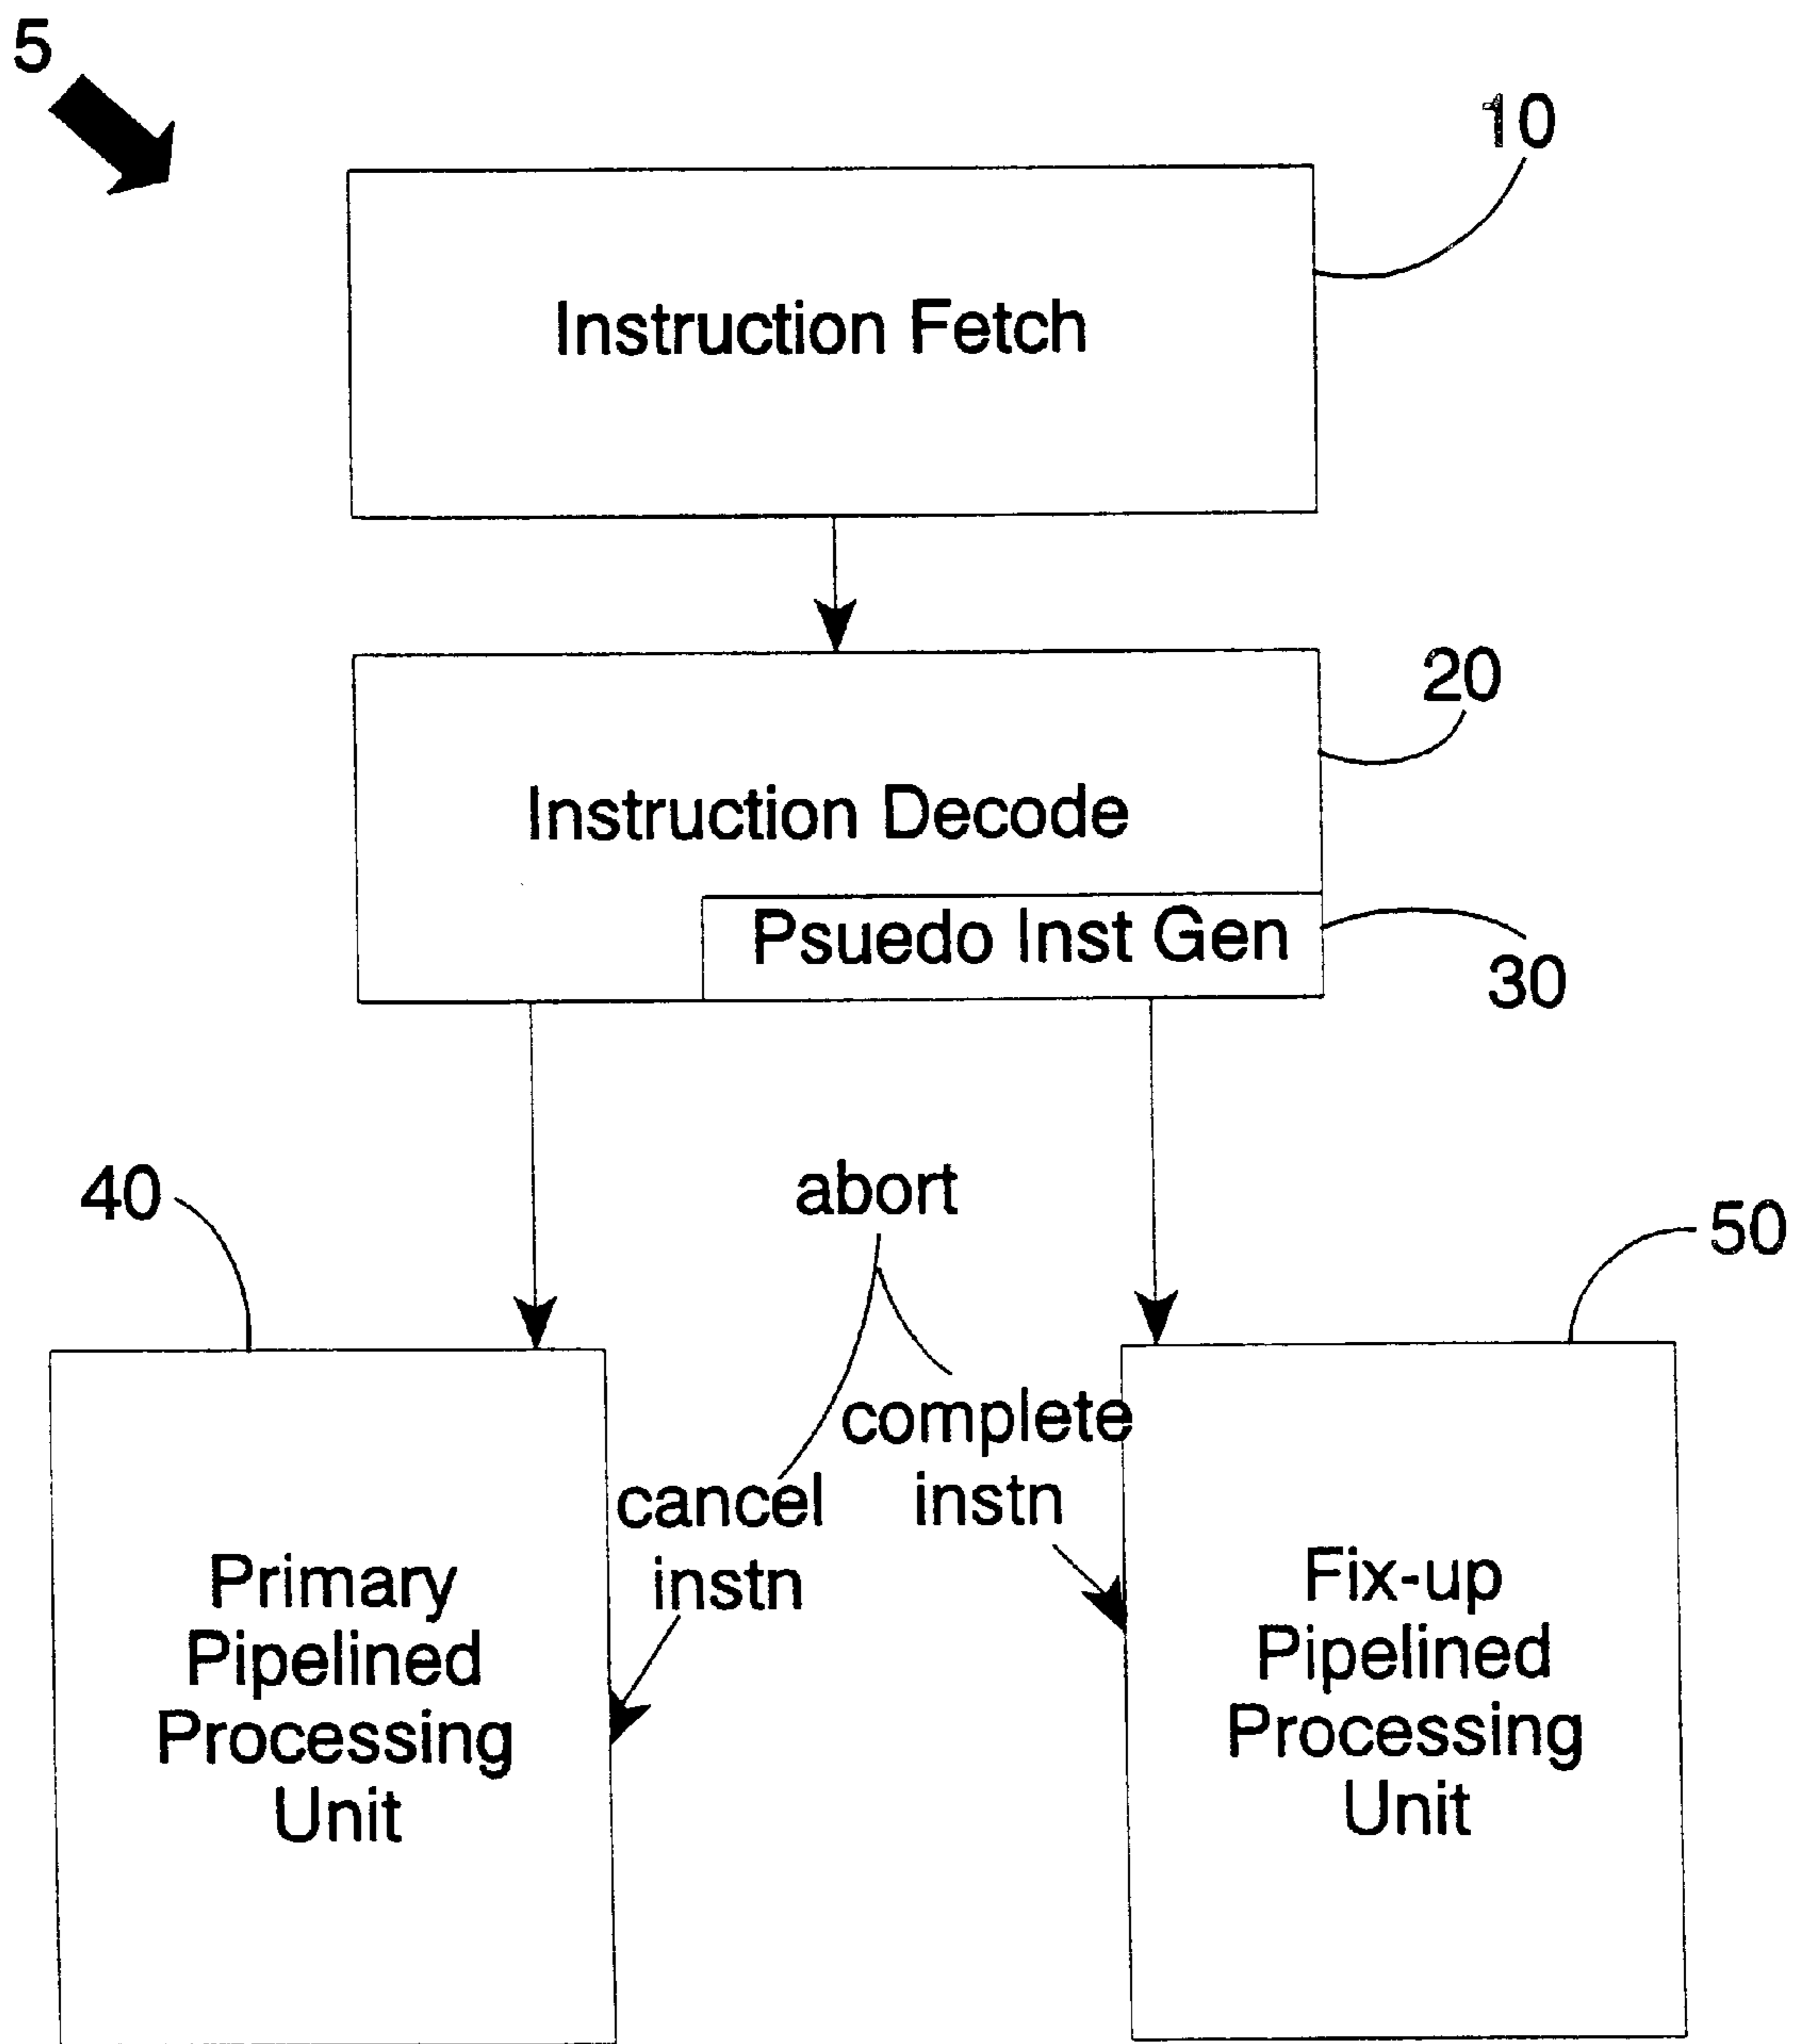 5
10
Instruction Fetch
20
Instruction Decode
Psuedo Inst Gen
30
40
abort
50
complete
instn
cancel
instn
Primary
Pipelined
Processing
Unit
Fix-up
Pipelined
Processing
Unit